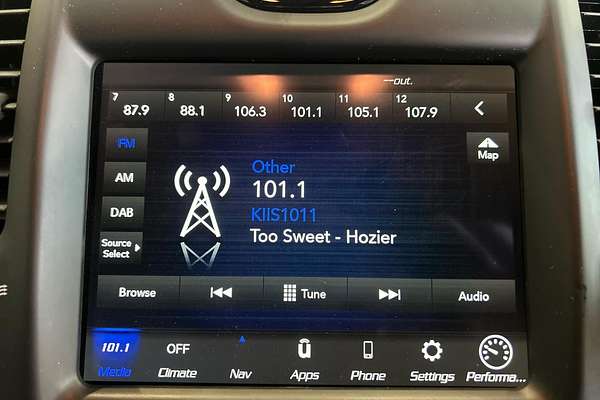 —out.
7 8 9 10 11 12
87.9 88.1 106.3 101.1 105.1 107.9
FM
AM
DAB
Source
Select
Map
Other
101.1
KIIS1011
Too Sweet - Hozier
Browse Tune Audio
101.1 OFF
Media Climate Nav Apps Phone Settings Performa...